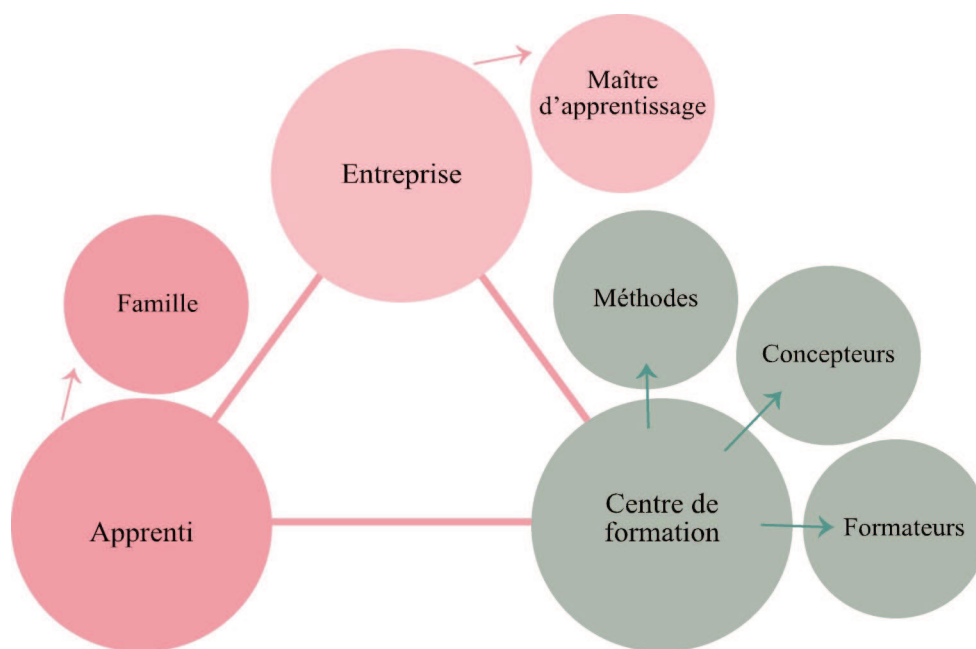 Maître
d'apprentissage
Entreprise
Famille
Méthodes
Concepteurs
Apprenti
Centre de
formation
Formateurs